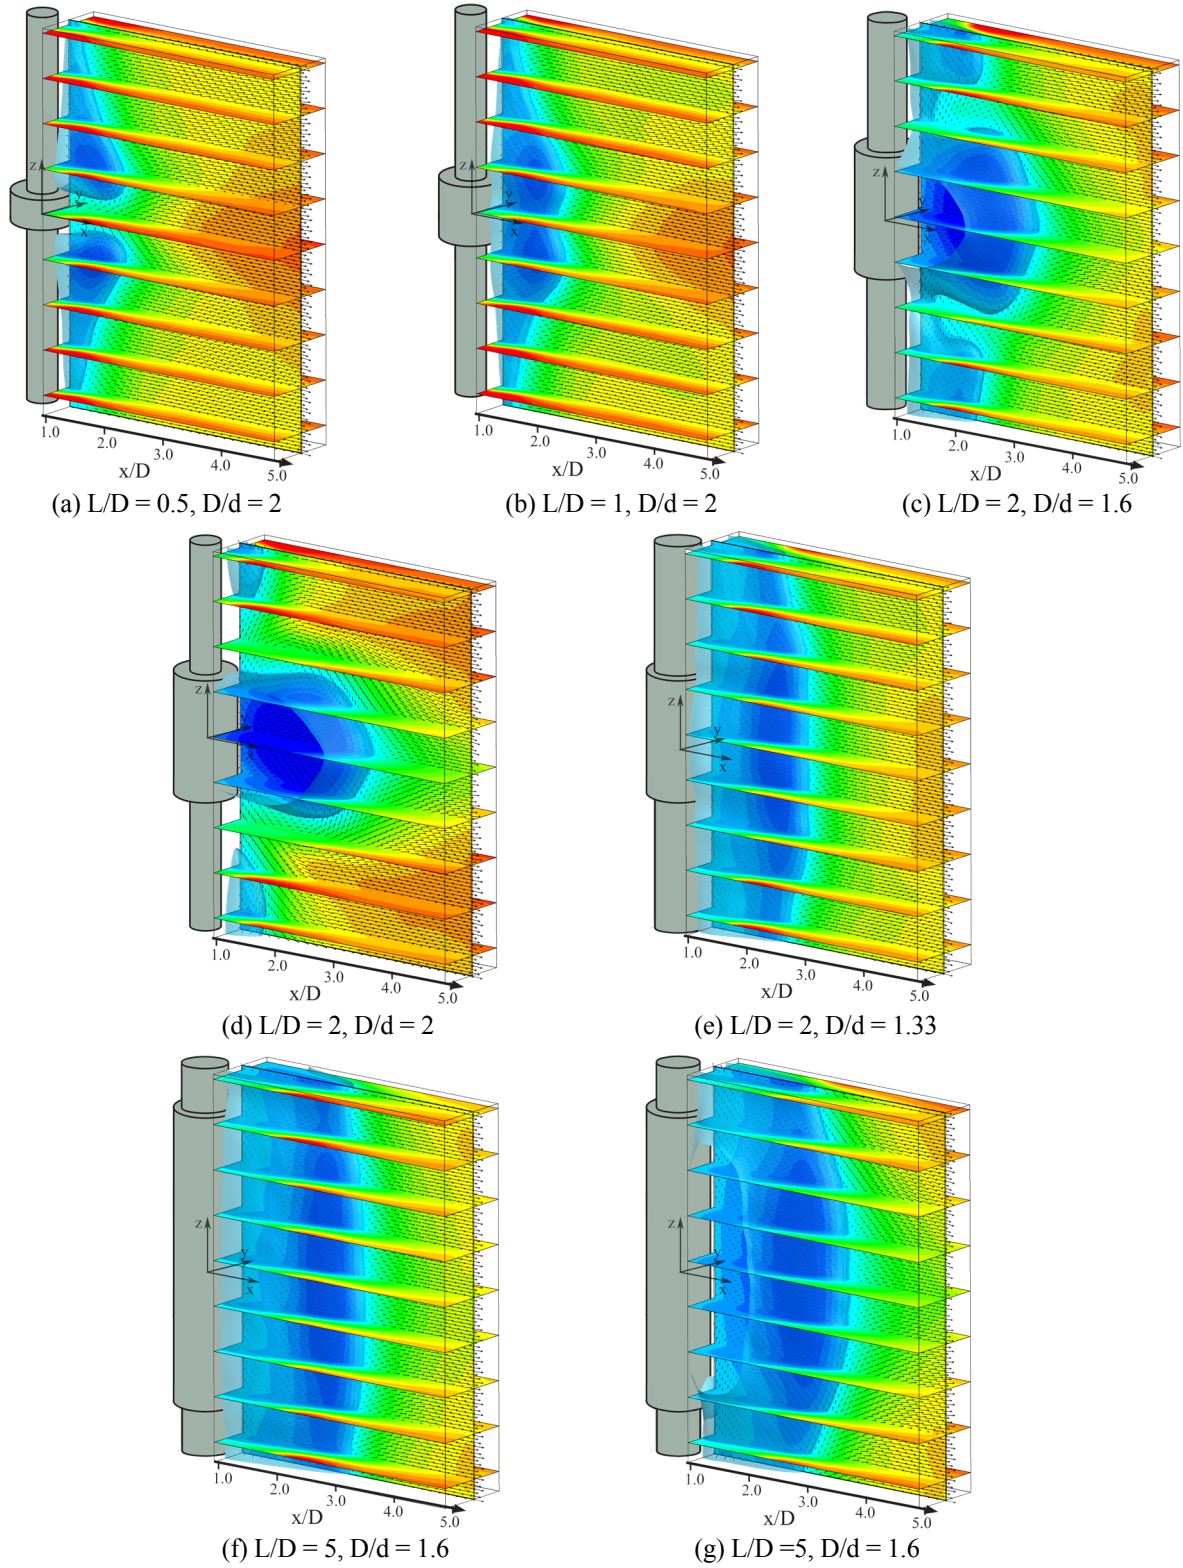 z
y
x
1.0
2.0
3.0
4.0
5.0
x/D
(a) L/D = 0.5, D/d = 2
z
x
1.0
2.0
3.0
4.0
5.0
x/D
(b) L/D = 1, D/d = 2
z
y
x
1.0
2.0
3.0
4.0
5.0
x/D
(c) L/D = 2, D/d = 1.6
z
1.0
2.0
3.0
4.0
5.0
x/D
(d) L/D = 2, D/d = 2
z
y
x
1.0
2.0
3.0
4.0
5.0
x/D
(e) L/D = 2, D/d = 1.33
z
y
x
1.0
2.0
3.0
4.0
5.0
x/D
(f) L/D = 5, D/d = 1.6
z
y
x
1.0
2.0
3.0
4.0
5.0
x/D
(g) L/D =5, D/d = 1.6